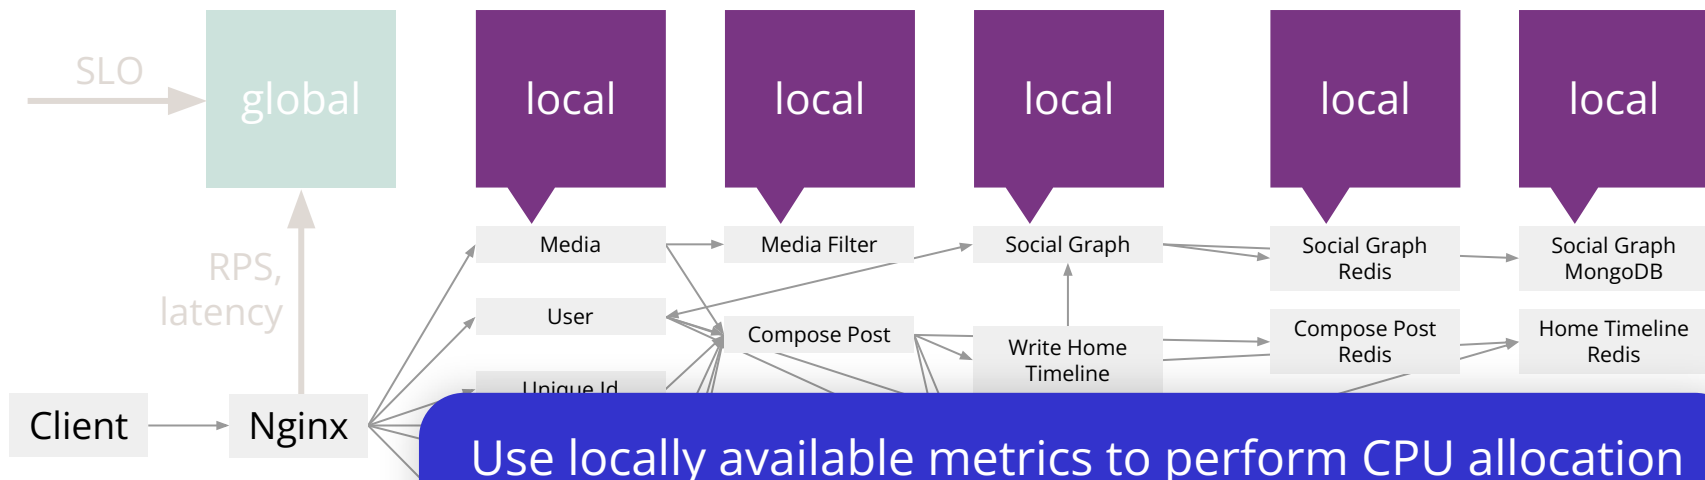 SLO
global
local
local
local
local
local
RPS,
latency
Media
Media Filter
Social Graph
Social Graph
Redis
Social Graph
MongoDB
User
Compose Post
Write Home
Timeline
Compose Post
Redis
Home Timeline
Redis
Unique Id
Client
Nginx
Use locally available metrics to perform CPU allocation